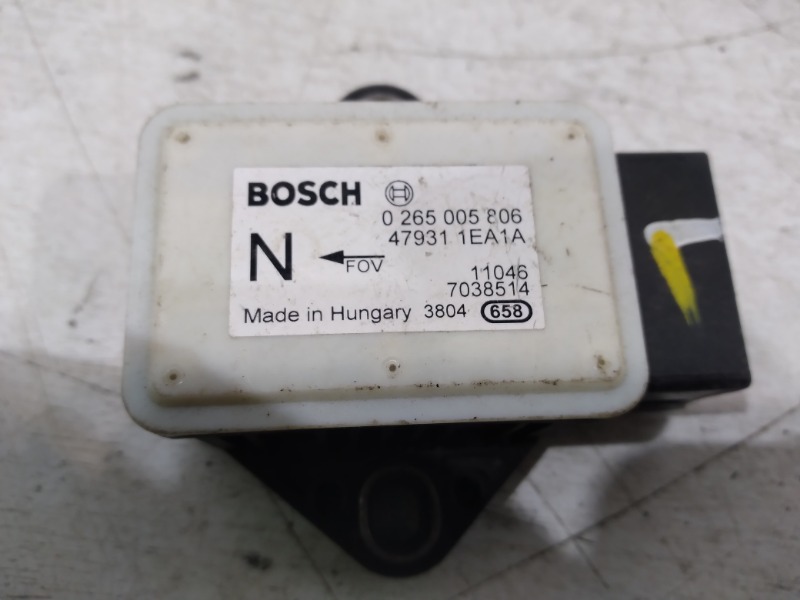 BOSCH
0 265 005 806
47931 1EA1A
N FOV
11046
7038514
Made in Hungary 3804 658